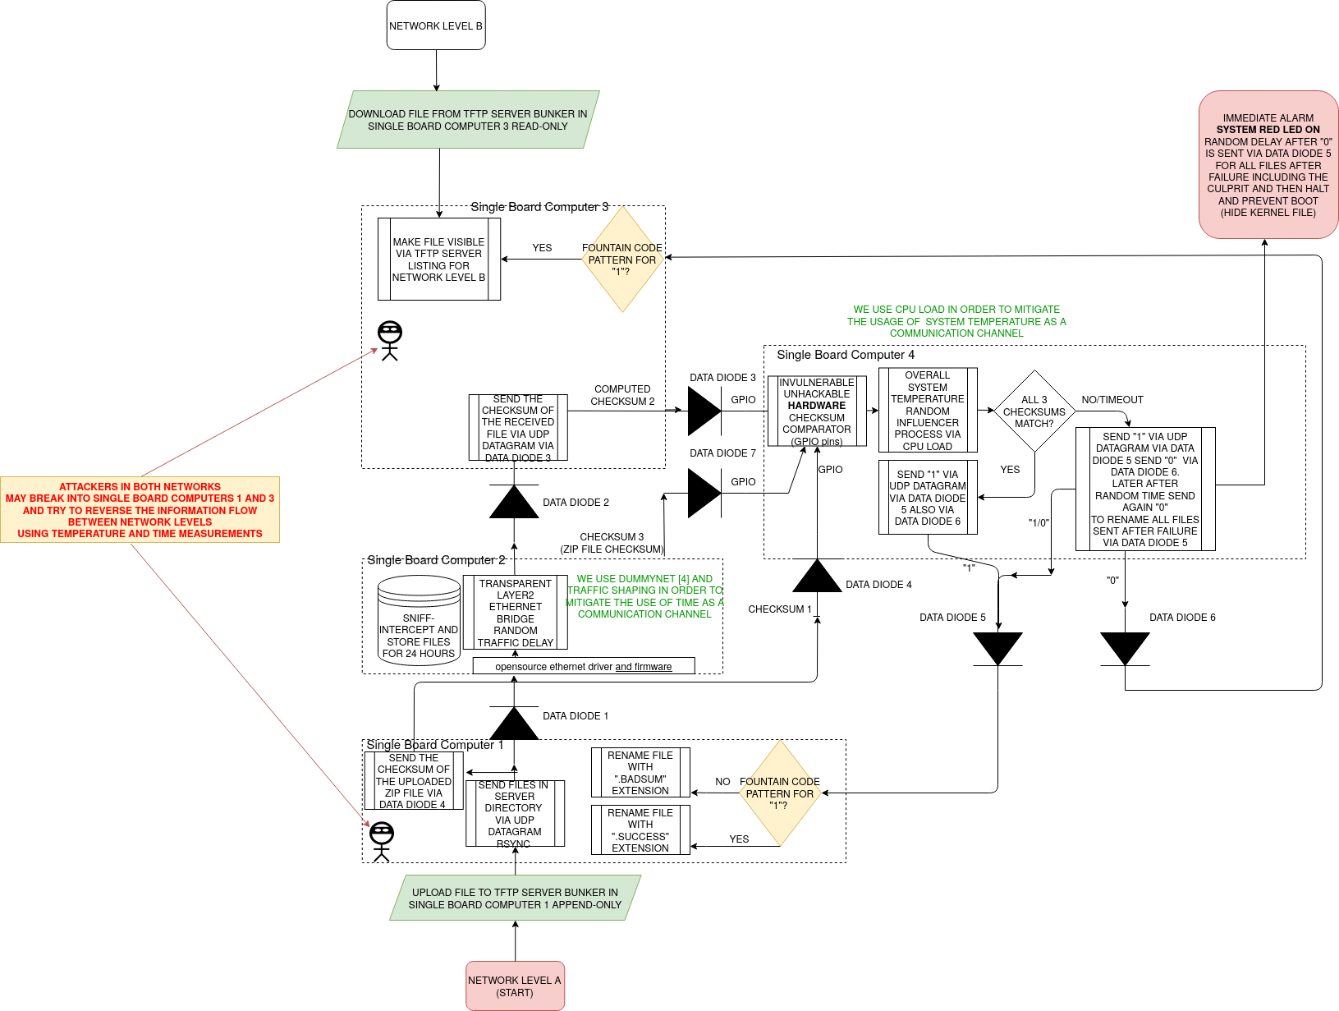 NETWORK LEVEL B
DOWNLOAD FILE FROM TFTP SERVER BUNKER IN
SINGLE BOARD COMPUTER 3 READ-ONLY
IMMEDIATE ALARM
SYSTEM RED LED ON
RANDOM DELAY AFTER "0"
IS SENT VIA DATA DIODE 5
FOR ALL FILES AFTER
FAILURE INCLUDING THE
CULPRIT AND THEN HALT
AND PREVENT BOOT
(HIDE KERNEL FILE)
Single Board Computer 3
MAKE FILE VISIBLE
VIA TFTP SERVER
LISTING FOR
NETWORK LEVEL B
YES
FOUNTAIN CODE
PATTERN FOR
"1"?
WE USE CPU LOAD IN ORDER TO MITIGATE
THE USAGE OF SYSTEM TEMPERATURE AS A
COMMUNICATION CHANNEL
Single Board Computer 4
SEND THE
CHECKSUM OF
THE RECEIVED
FILE VIA UDP
DATAGRAM VIA
DATA DIODE 3
COMPUTED
CHECKSUM 2
DATA DIODE 3
GPIO
INVULNERABLE
UNHACKABLE
HARDWARE
CHECKSUM
COMPARATOR
(GPIO pins)
OVERALL
SYSTEM
TEMPERATURE
RANDOM
INFLUENCER
PROCESS VIA
CPU LOAD
ALL 3
CHECKSUMS
MATCH?
NO/TIMEOUT
SEND "1" VIA UDP
DATAGRAM VIA DATA
DIODE 5 SEND "0" VIA
DATA DIODE 6.
LATER AFTER
RANDOM TIME SEND
AGAIN "0"
TO RENAME ALL FILES
SENT AFTER FAILURE
VIA DATA DIODE 5
DATA DIODE 7
GPIO
GPIO
YES
SEND "1" VIA
UDP DATAGRAM
VIA DATA DIODE
5 ALSO VIA
DATA DIODE 6
ATTACKERS IN BOTH NETWORKS
MAY BREAK INTO SINGLE BOARD COMPUTERS 1 AND 3
AND TRY TO REVERSE THE INFORMATION FLOW
BETWEEN NETWORK LEVELS
USING TEMPERATURE AND TIME MEASUREMENTS
DATA DIODE 2
CHECKSUM 3
(ZIP FILE CHECKSUM)
"1/0"
"1"
"0"
Single Board Computer 2
SNIFF-
INTERCEPT AND
STORE FILES
FOR 24 HOURS
TRANSPARENT
LAYER2
ETHERNET
BRIDGE
RANDOM
TRAFFIC DELAY
WE USE DUMMYNET [4] AND
TRAFFIC SHAPING IN ORDER TO
MITIGATE THE USE OF TIME AS A
COMMUNICATION CHANNEL
opensource ethernet driver and firmware
DATA DIODE 4
CHECKSUM 1
DATA DIODE 5
DATA DIODE 6
DATA DIODE 1
Single Board Computer 1
SEND THE
CHECKSUM OF
THE UPLOADED
ZIP FILE VIA
DATA DIODE 4
SEND FILES IN
SERVER
DIRECTORY
VIA UDP
DATAGRAM
RSYNC
RENAME FILE
WITH
".BADSUM"
EXTENSION
NO
FOUNTAIN CODE
PATTERN FOR
"1"?
RENAME FILE
WITH
".SUCCESS"
EXTENSION
YES
UPLOAD FILE TO TFTP SERVER BUNKER IN
SINGLE BOARD COMPUTER 1 APPEND-ONLY
NETWORK LEVEL A
(START)